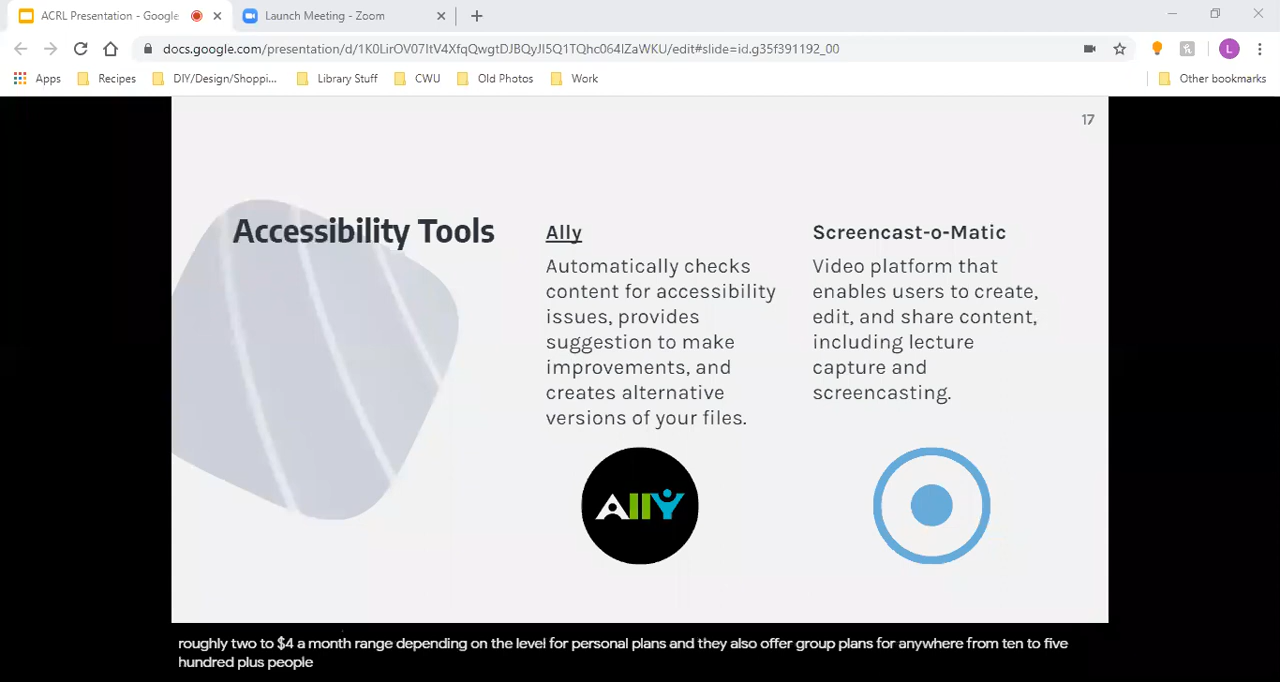 ACRL Presentation - Google
Launch Meeting - Zoom
docs.google.com/presentation/d/1K0LirOV07ItV4XfqQwgtDJBQyJI5Q1TQhc064lZaWKU/edit#slide=id.g35f391192_00
L
Apps
Recipes
DIY/Design/Shoppi...
Library Stuff
CWU
Old Photos
Work
Other bookmarks
17
Accessibility Tools
Ally
Automatically checks
content for accessibility
issues, provides
suggestion to make
improvements, and
creates alternative
versions of your files.
Ally
Screencast-o-Matic
Video platform that
enables users to create,
edit, and share content,
including lecture
capture and
screencasting.
roughly two to $4 a month range depending on the level for personal plans and they also offer group plans for anywhere from ten to five
hundred plus people